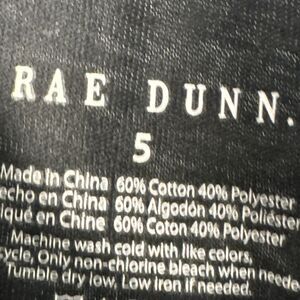 RAE DUNN.
5
Made in China 60% Cotton 40% Polyester
echo en China 60% Algodón 40% Poliéster
iqué en Chine 60% Coton 40% Polyester
Machine wash cold with like colors,
ycle, Only non-chlorine bleach when neede
Tumble dry low, Low iron if needed.